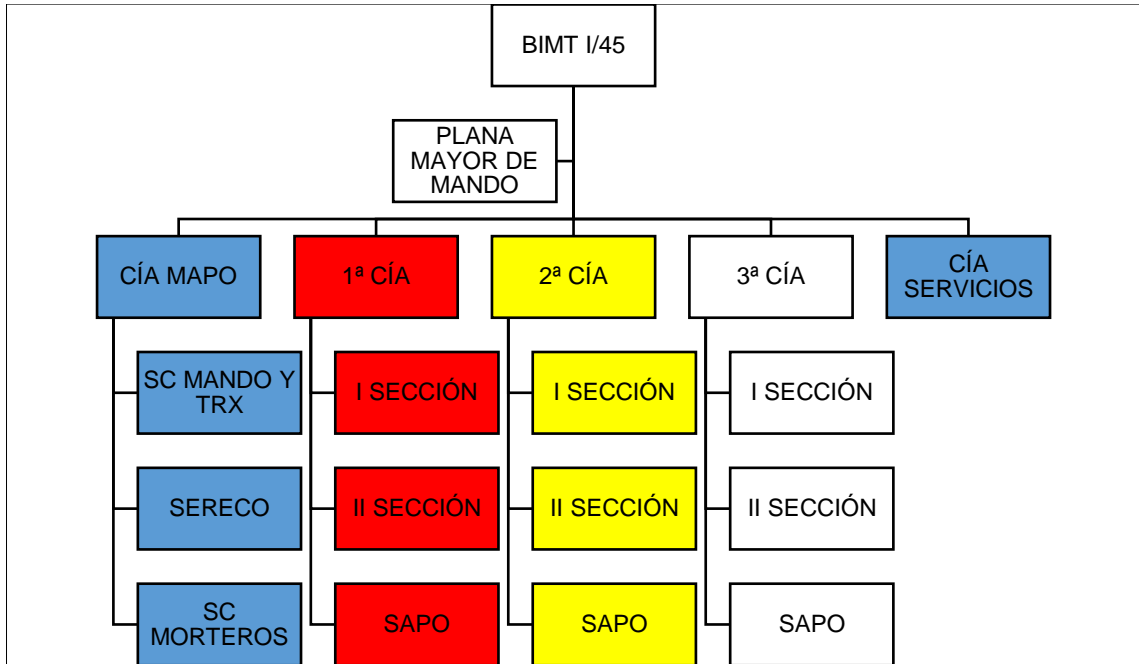 BIMT I/45
PLANA
MAYOR DE
MANDO
CÍA MAPO
1ª CÍA
2ª CÍA
3ª CÍA
CÍA
SERVICIOS
SC MANDO Y
TRX
I SECCIÓN
I SECCIÓN
I SECCIÓN
SERECO
II SECCIÓN
II SECCIÓN
II SECCIÓN
SC
MORTEROS
SAPO
SAPO
SAPO